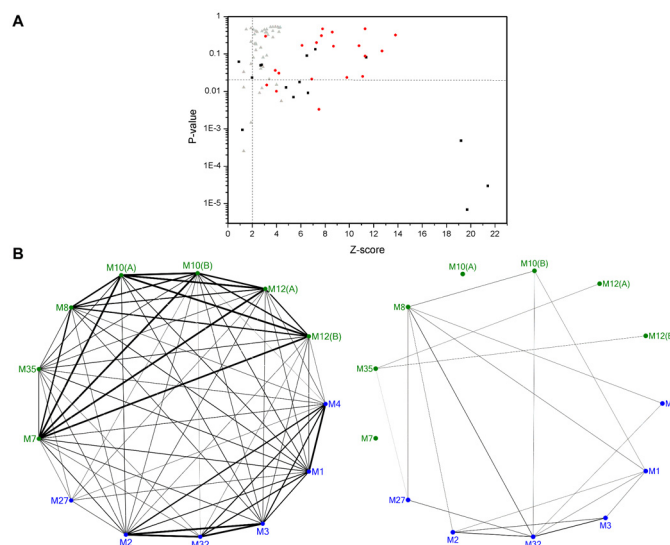 A
P-value
1
0.1
0.01
1E-3
1E-4
1E-5
0 2 4 6 8 10 12 14 16 18 20 22
Z-score
B
M10(A)
M10(B)
M12(A)
M8
M12(B)
M35
M4
M7
M1
M27
M3
M2
M32
M10(A)
M10(B)
M12(A)
M8
M12(B
M35
M
M7
M1
M27
M3
M2
M32